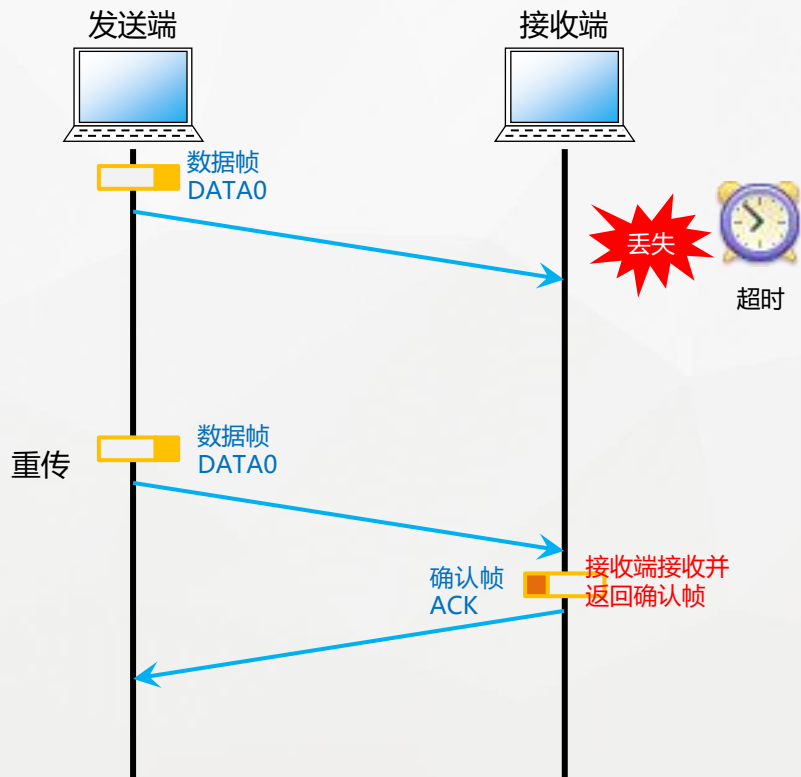 发送端
接收端
数据帧
DATA0
丢失
超时
重传
数据帧
DATA0
确认帧
ACK
接收端接收并
返回确认帧